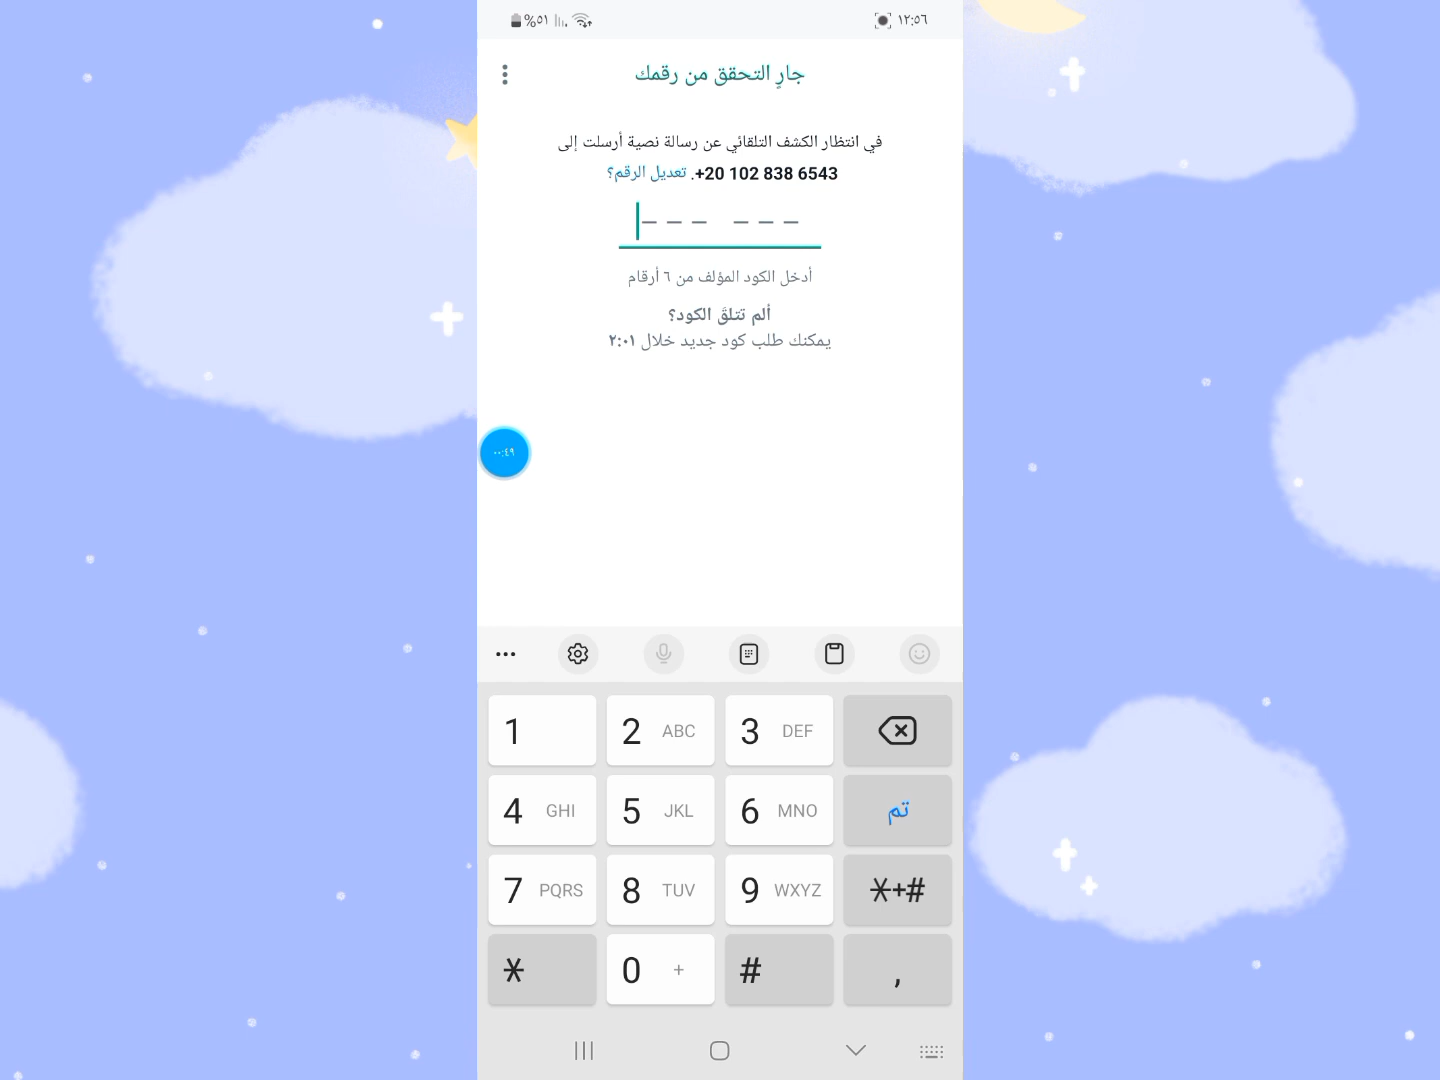 ١٢:٥٦
%٥١
جارٍ التحقق من رقمك
في انتظار الكشف التلقائي عن رسالة نصية أرسلت إلى
+20 102 838 6543. تعديل الرقم؟
أدخل الكود المؤلف من ٦ أرقام
ألم تتلقَ الكود؟
يمكنك طلب كود جديد خلال ٢:٠١
٠٠:٤٩
1 2 ABC 3 DEF
4 GHI 5 JKL 6 MNO تم
7 PQRS 8 TUV 9 WXYZ *+#
* 0 + # ,